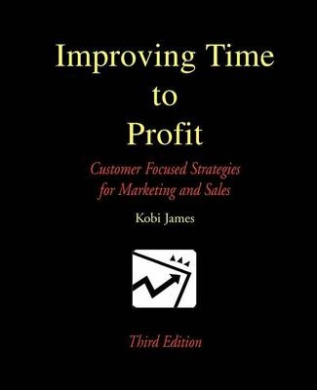 Improving Time
to
Profit
Customer Focused Strategies
for Marketing and Sales
Kobi James
Third Edition